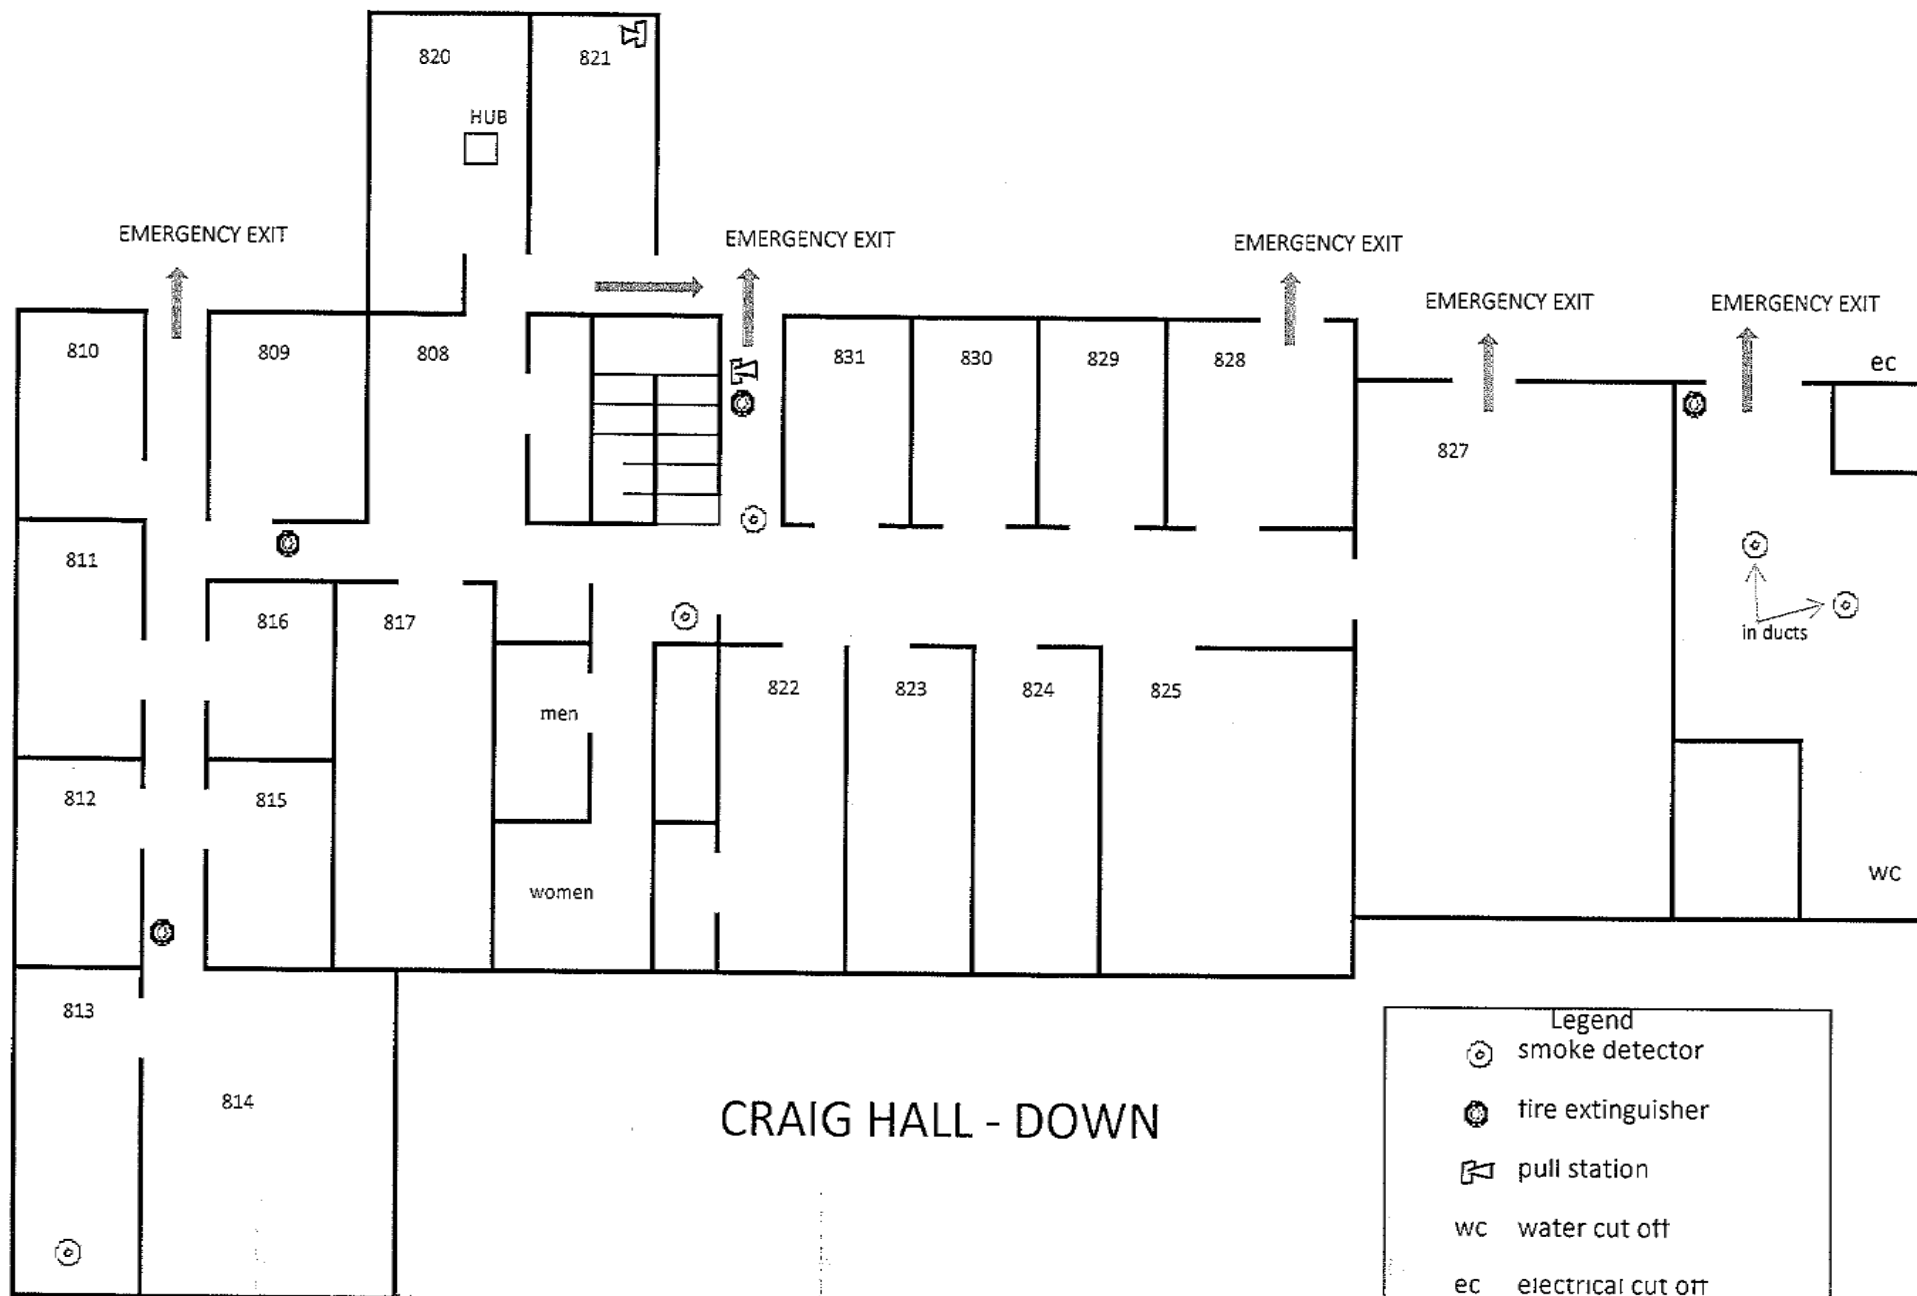 820
821
HUB
EMERGENCY EXIT
EMERGENCY EXIT
EMERGENCY EXIT
EMERGENCY EXIT
EMERGENCY EXIT
810
809
808
831
830
829
828
ec
827
811
816
817
in ducts
822
823
824
825
men
812
815
women
wc
813
814
CRAIG HALL - DOWN
Legend
smoke detector
fire extinguisher
pull station
wc water cut off
ec electrical cut off